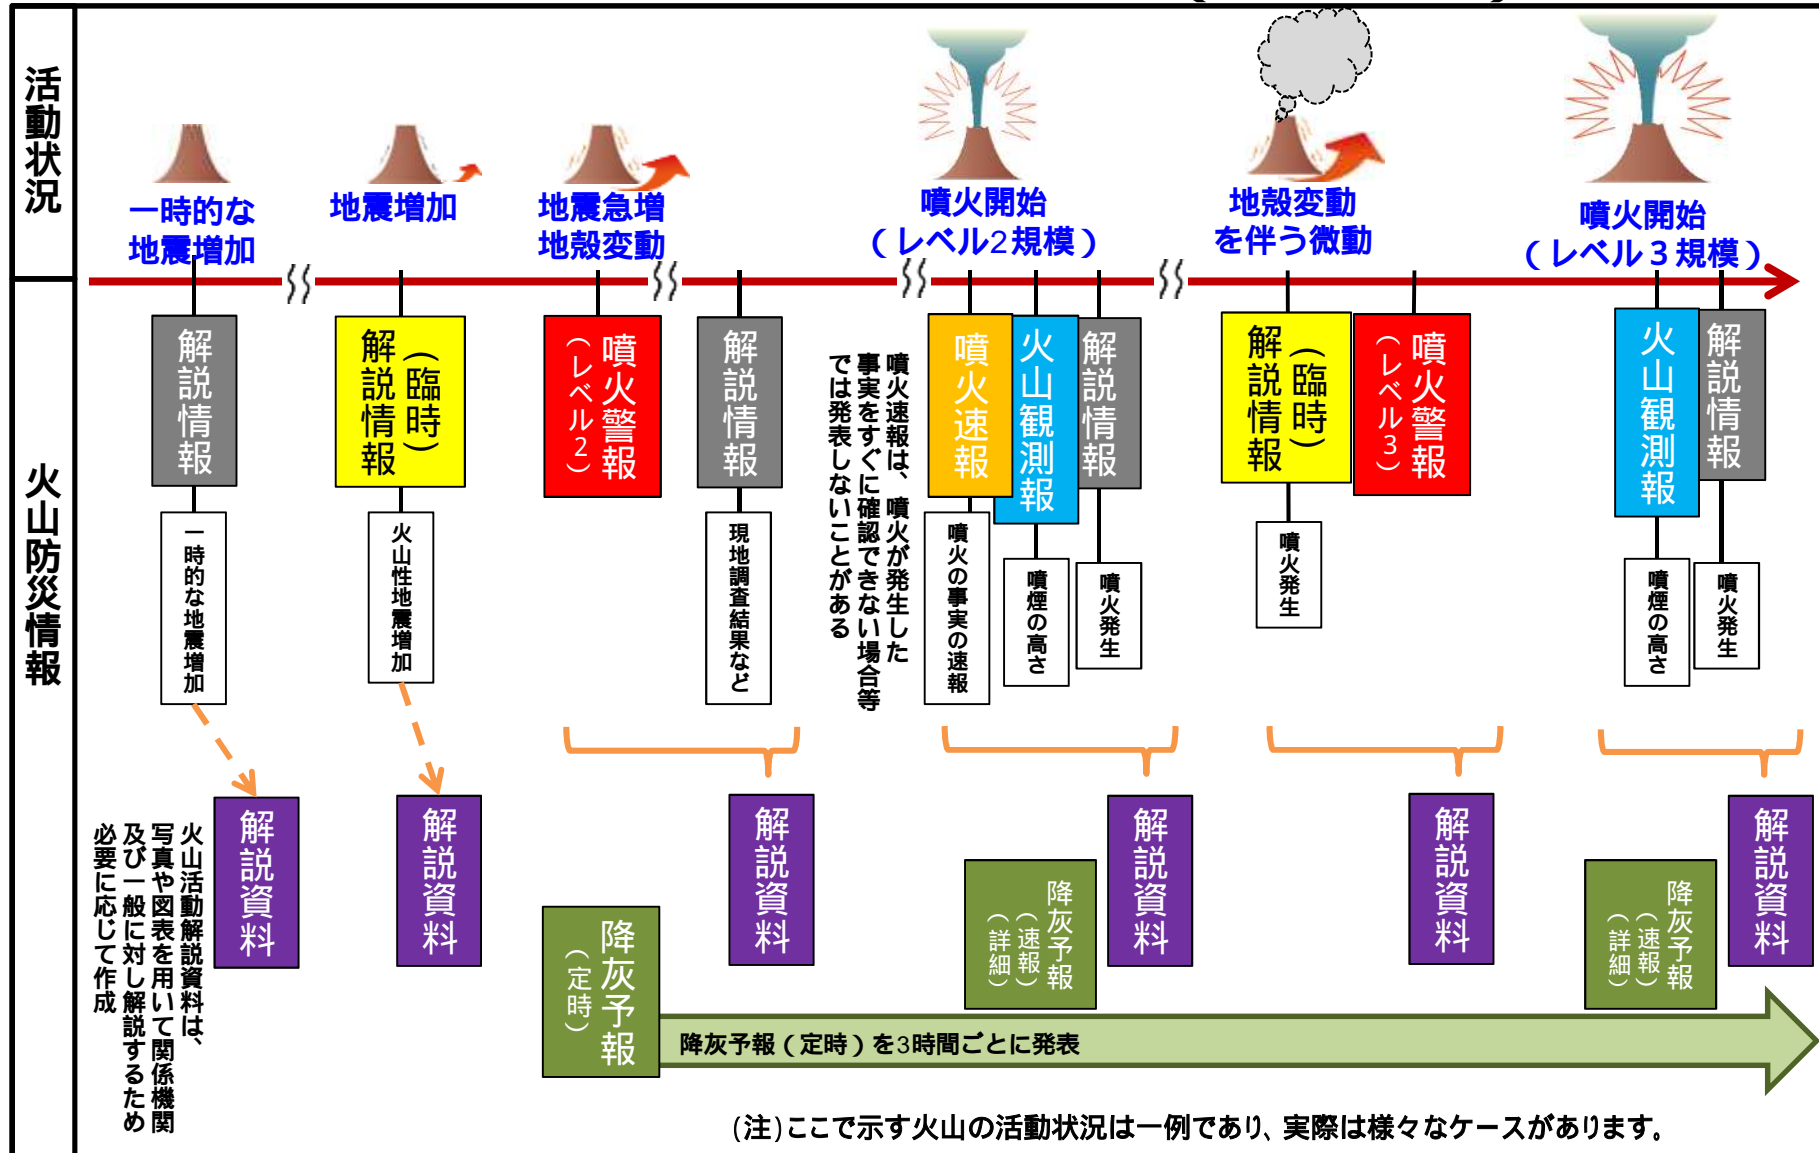 活動状況
一時的な
地震増加
地震増加
地震急増
地殻変動
噴火開始
（レベル2規模）
地殻変動
を伴う微動
噴火開始
（レベル３規模）
火山防災情報
解説情報
解説情報
（臨時）
噴火警報
（レベル2）
解説情報
噴火速報は、噴火が発生した
事実をすぐに確認できない場合等
では発表しないことがある
噴火速報
火山観測報
解説情報
解説情報
（臨時）
噴火警報
（レベル3）
火山観測報
解説情報
一時的な地震増加
火山性地震増加
現地調査結果など
噴火の事実の速報
噴煙の高さ
噴火発生
噴火発生
噴煙の高さ
噴火発生
火山活動解説資料は、
写真や図表を用いて関係機関
及び一般に対し解説するため
必要に応じて作成
解説資料
解説資料
解説資料
解説資料
解説資料
解説資料
降灰予報
（定時）
降灰予報
（速報）
（詳細）
降灰予報
（速報）
（詳細）
降灰予報（定時）を3時間ごとに発表
(注)ここで示す火山の活動状況は一例であり、実際は様々なケースがあります。